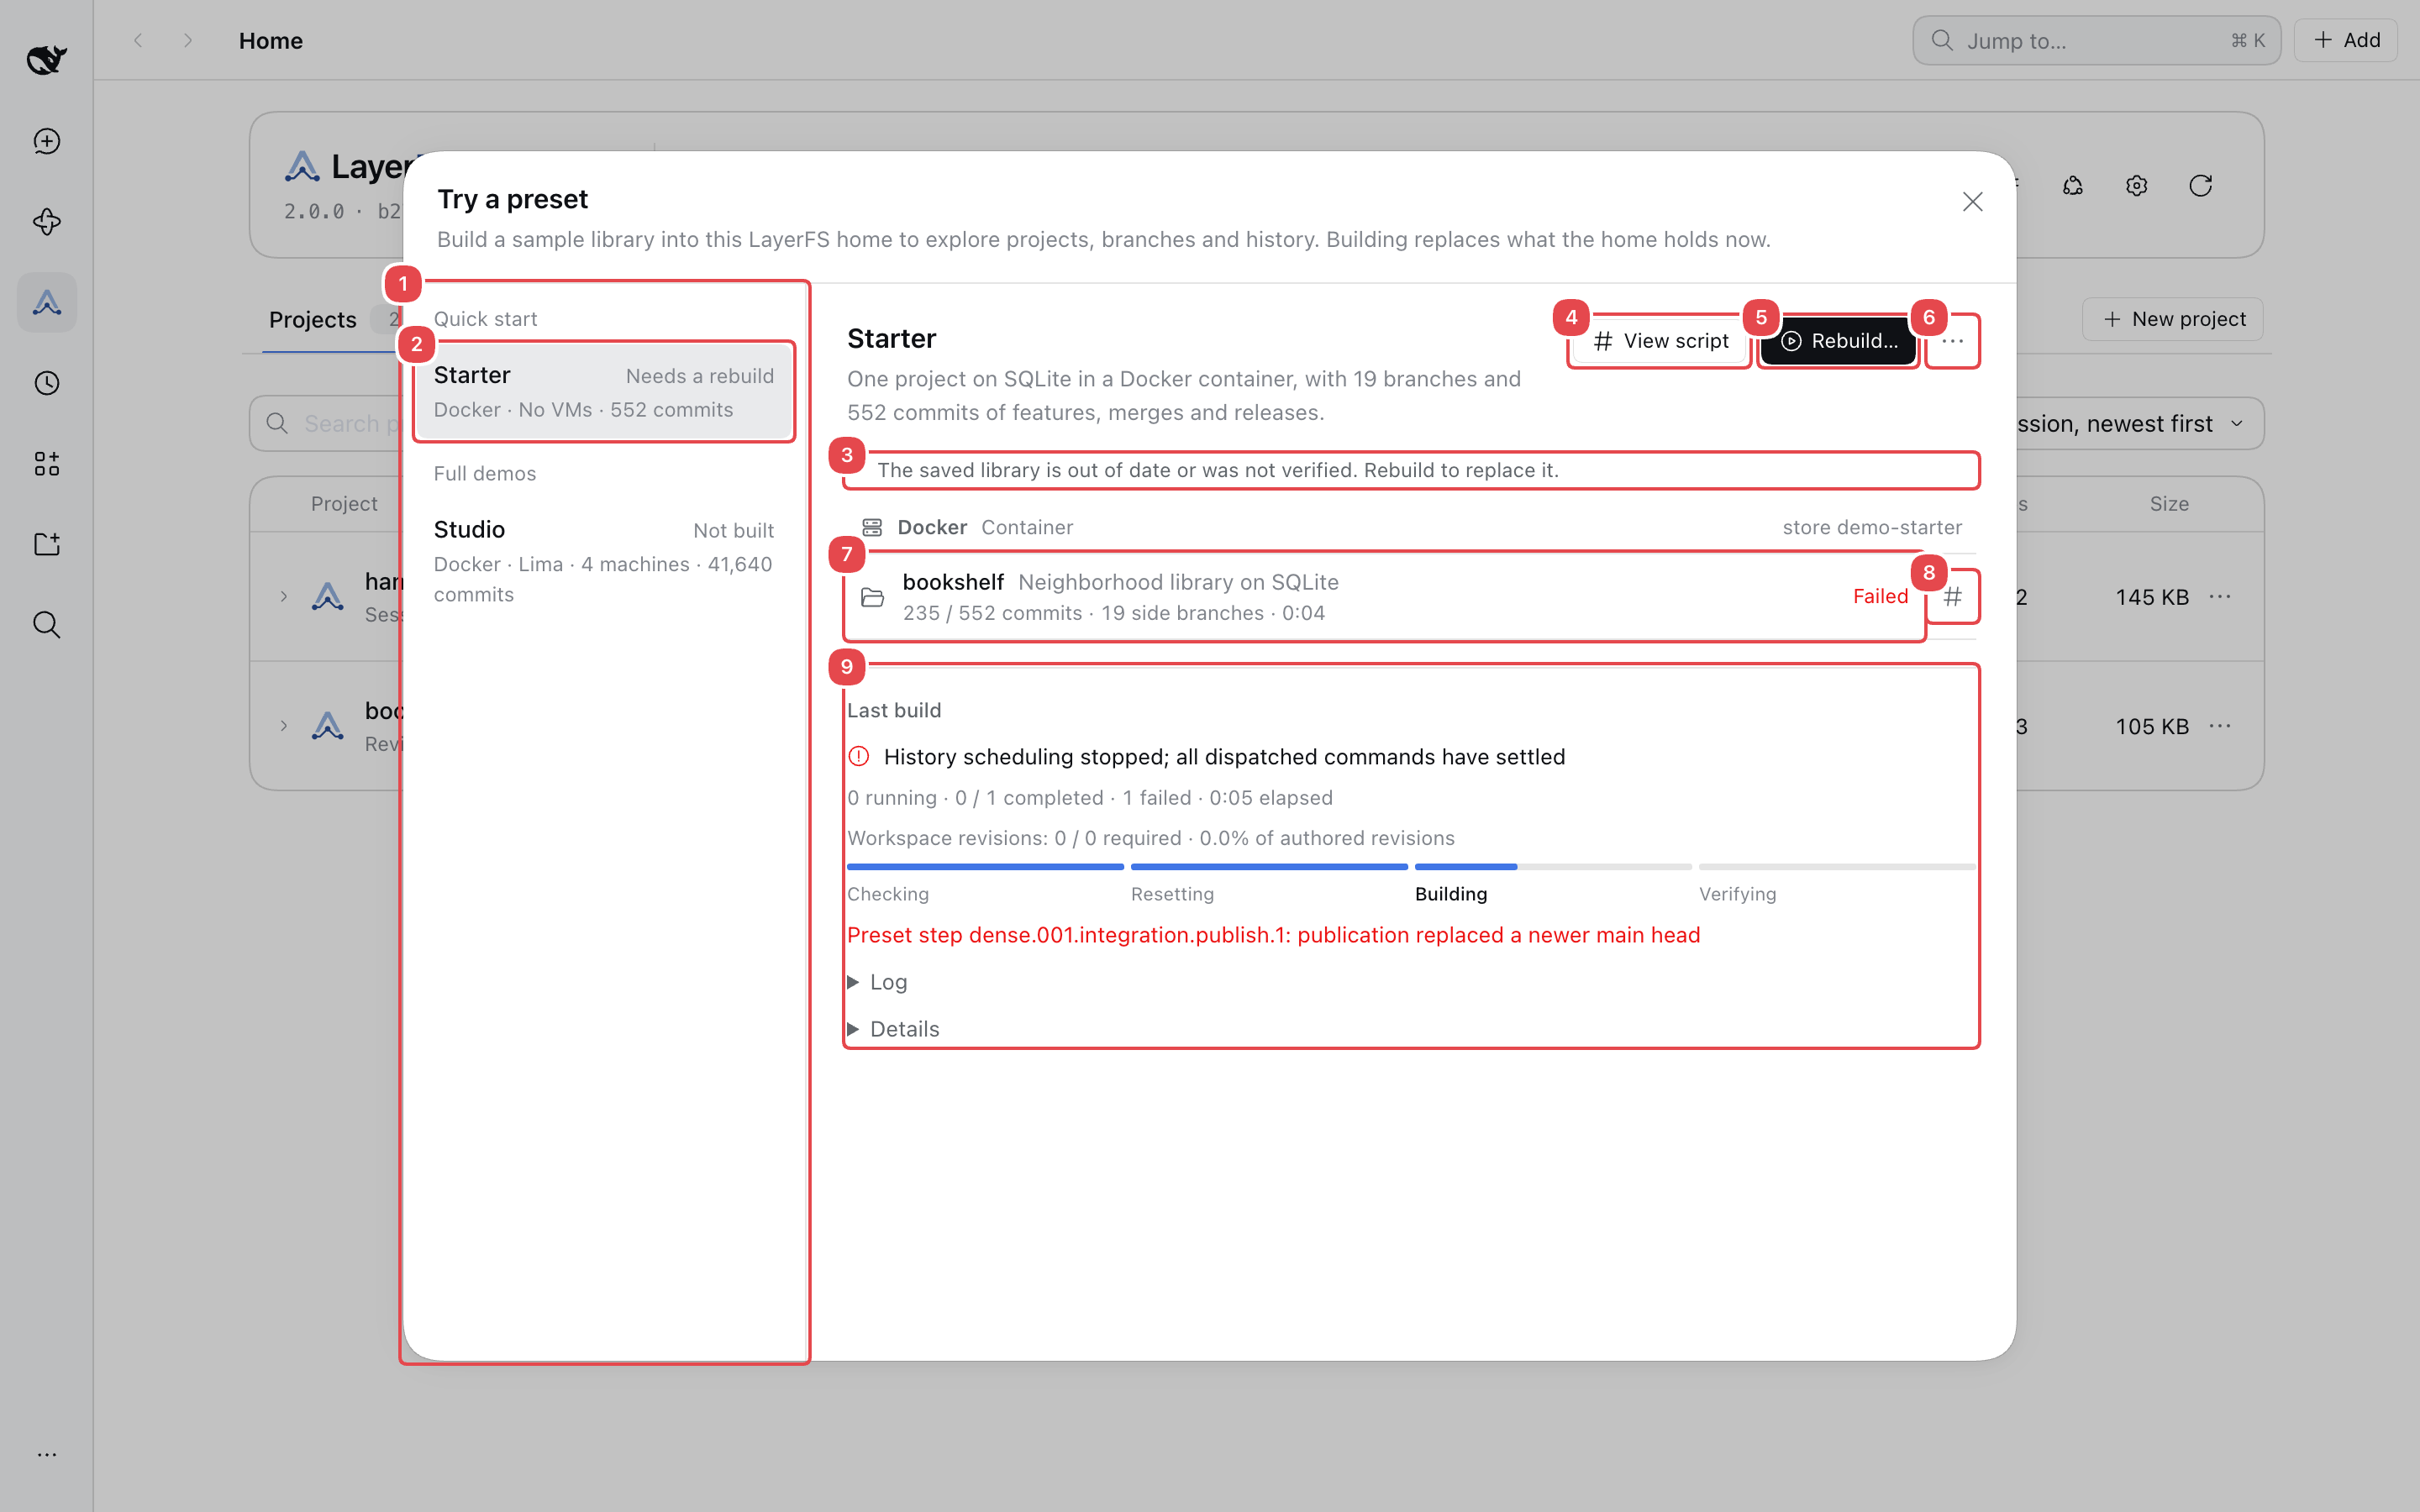 Home
Jump to...
⌘ K
+ Add
Layer
2.0.0 · b2
Projects
2
+ New project
Search p
ssion, newest first
Project
s
Size
har
Sess
2
145 KB
boo
Revi
3
105 KB
Try a preset
Build a sample library into this LayerFS home to explore projects, branches and history. Building replaces what the home holds now.
1
Quick start
2
Starter
Needs a rebuild
Docker · No VMs · 552 commits
Full demos
Studio
Not built
Docker · Lima · 4 machines · 41,640
commits
Starter
4
# View script
5
Rebuild...
6
...
One project on SQLite in a Docker container, with 19 branches and
552 commits of features, merges and releases.
3
The saved library is out of date or was not verified. Rebuild to replace it.
Docker Container
store demo-starter
7
bookshelf Neighborhood library on SQLite
235 / 552 commits · 19 side branches · 0:04
Failed
8
#
9
Last build
History scheduling stopped; all dispatched commands have settled
0 running · 0 / 1 completed · 1 failed · 0:05 elapsed
Workspace revisions: 0 / 0 required · 0.0% of authored revisions
Checking
Resetting
Building
Verifying
Preset step dense.001.integration.publish.1: publication replaced a newer main head
Log
Details